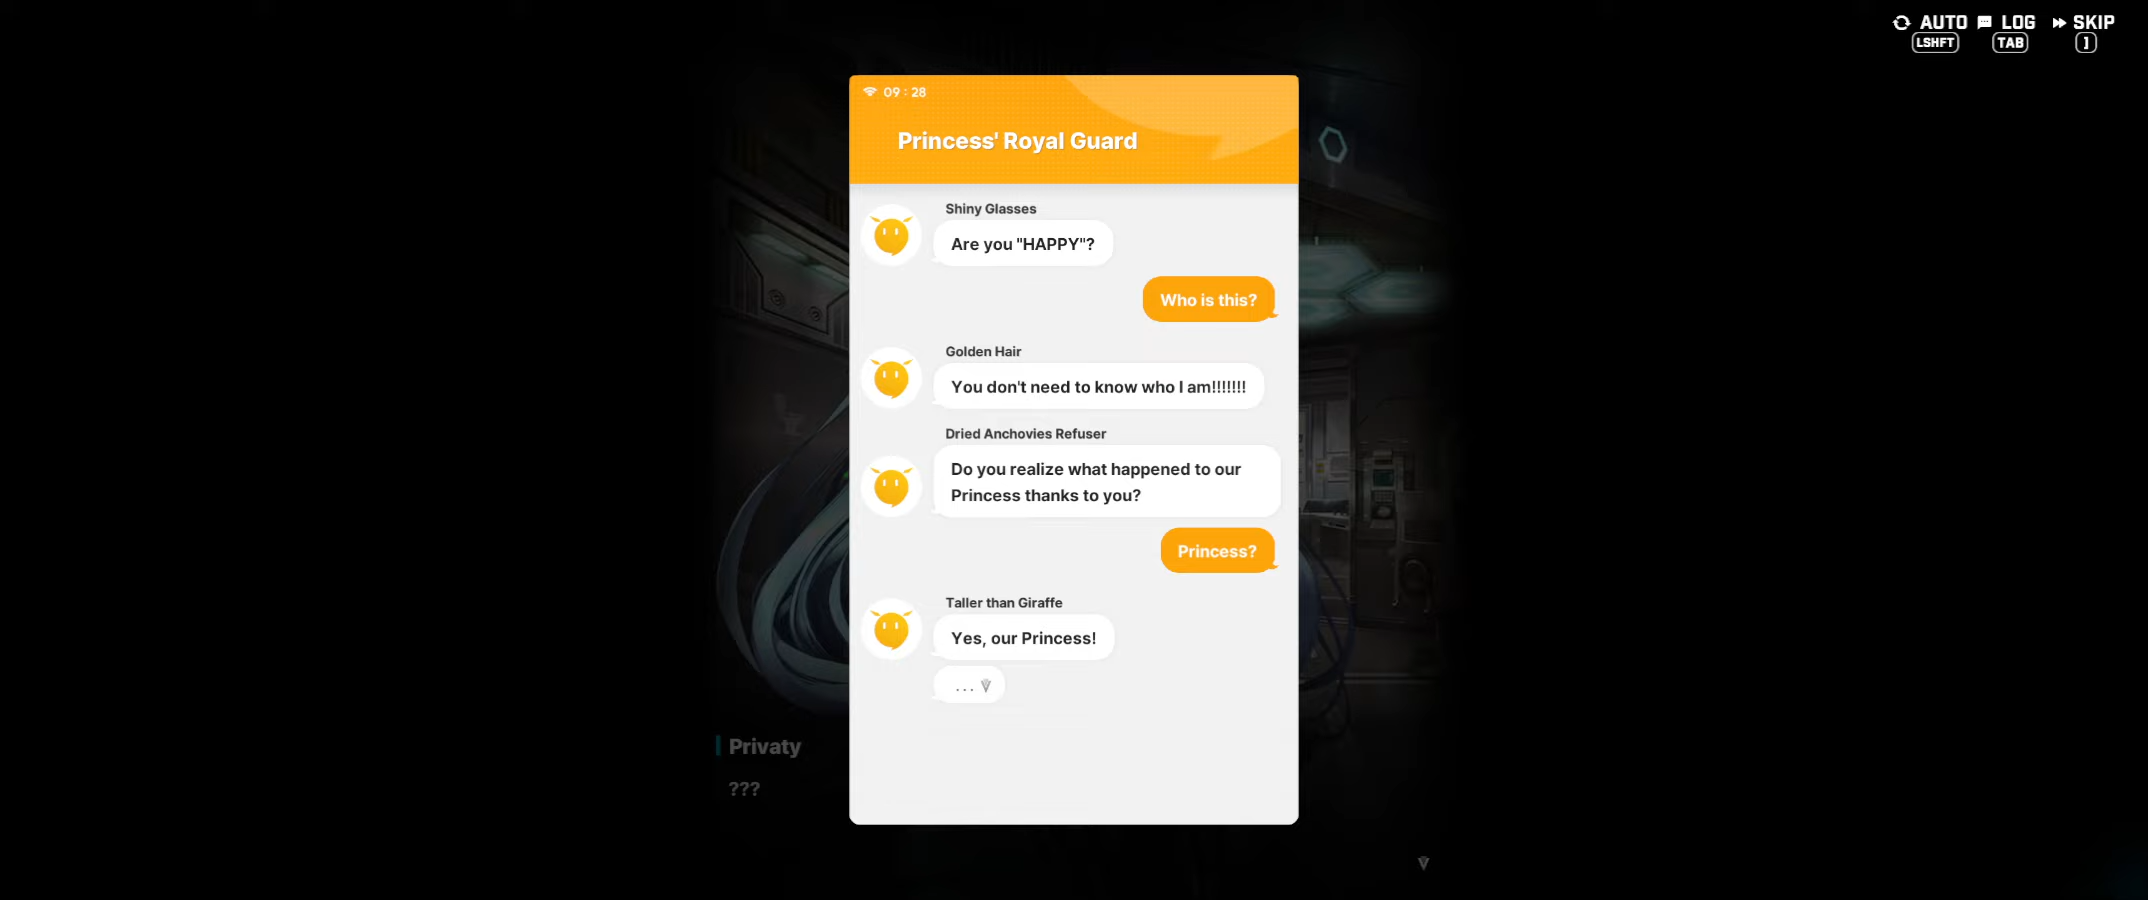 AUTO LOG SKIP
LSHFT TAB ]
09 : 28
Princess' Royal Guard
Shiny Glasses
Are you "HAPPY"?
Who is this?
Golden Hair
You don't need to know who I am!!!!!!!
Dried Anchovies Refuser
Do you realize what happened to our
Princess thanks to you?
Princess?
Taller than Giraffe
Yes, our Princess!
...
Privaty
???